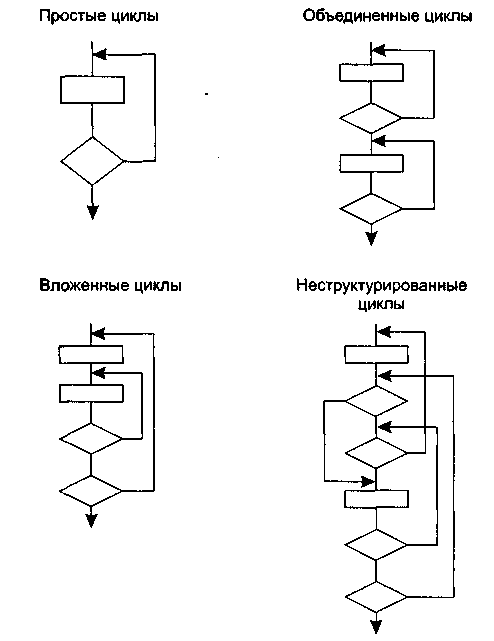 Простые циклы
Объединенные циклы
Вложенные циклы
Неструктурированные
циклы